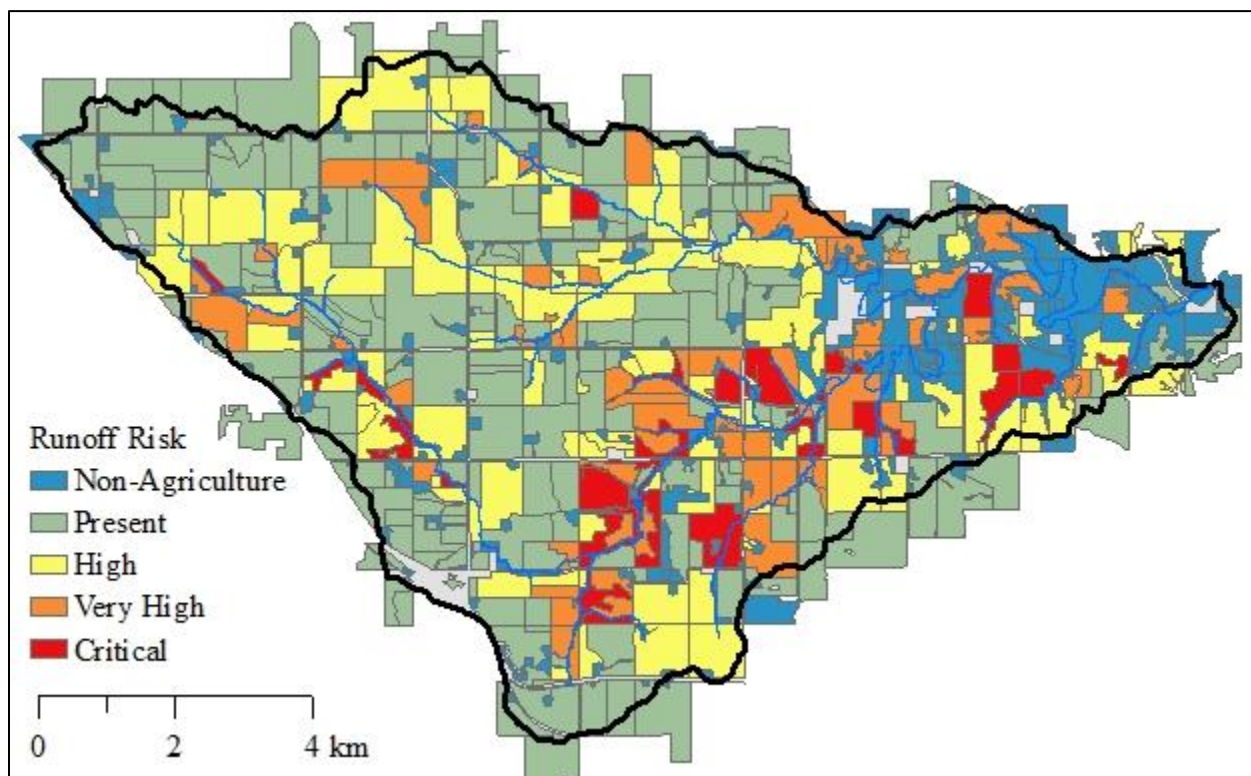 Runoff Risk
Non-Agriculture
Present
High
Very High
Critical
0 2 4 km